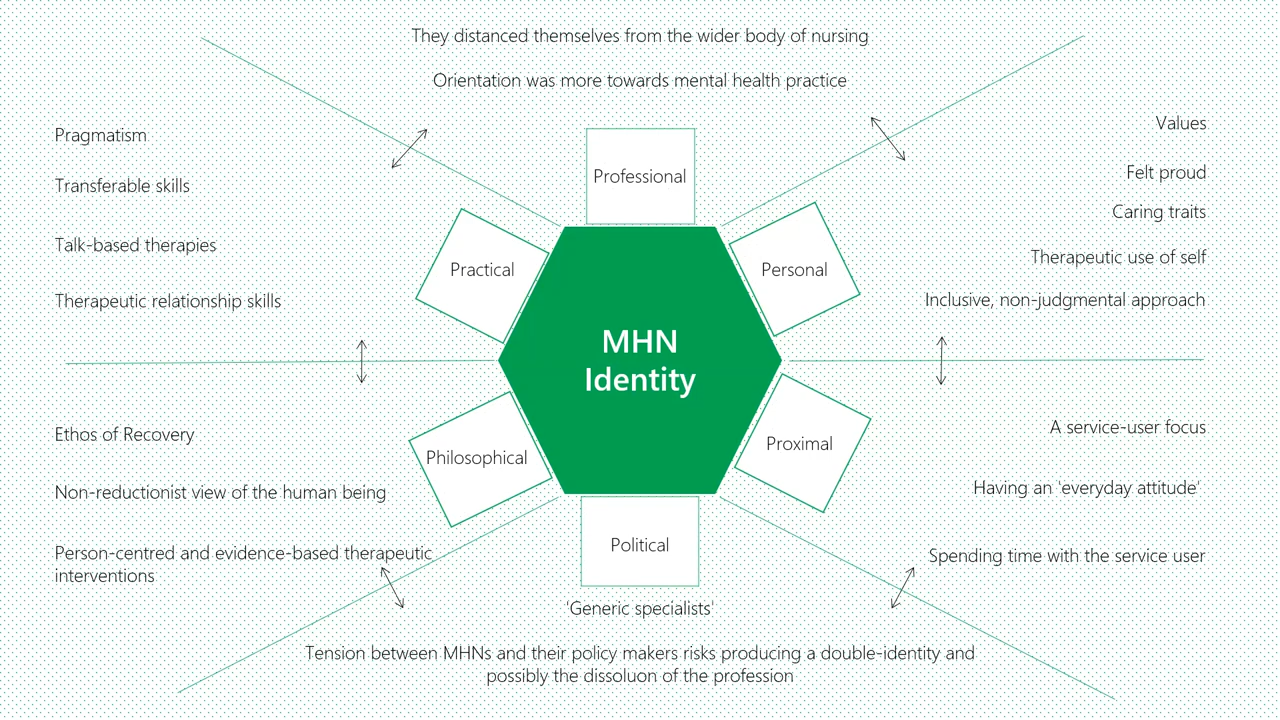 They distanced themselves from the wider body of nursing
Orientation was more towards mental health practice
Professional
Pragmatism
Transferable skills
Talk-based therapies
Therapeutic relationship skills
Practical
Values
Felt proud
Caring traits
Therapeutic use of self
Inclusive, non-judgmental approach
Personal
MHN
Identity
Ethos of Recovery
Non-reductionist view of the human being
Person-centred and evidence-based therapeutic
interventions
Philosophical
A service-user focus
Having an 'everyday attitude'
Spending time with the service user
Proximal
Political
'Generic specialists'
Tension between MHNs and their policy makers risks producing a double-identity and
possibly the dissoluon of the profession